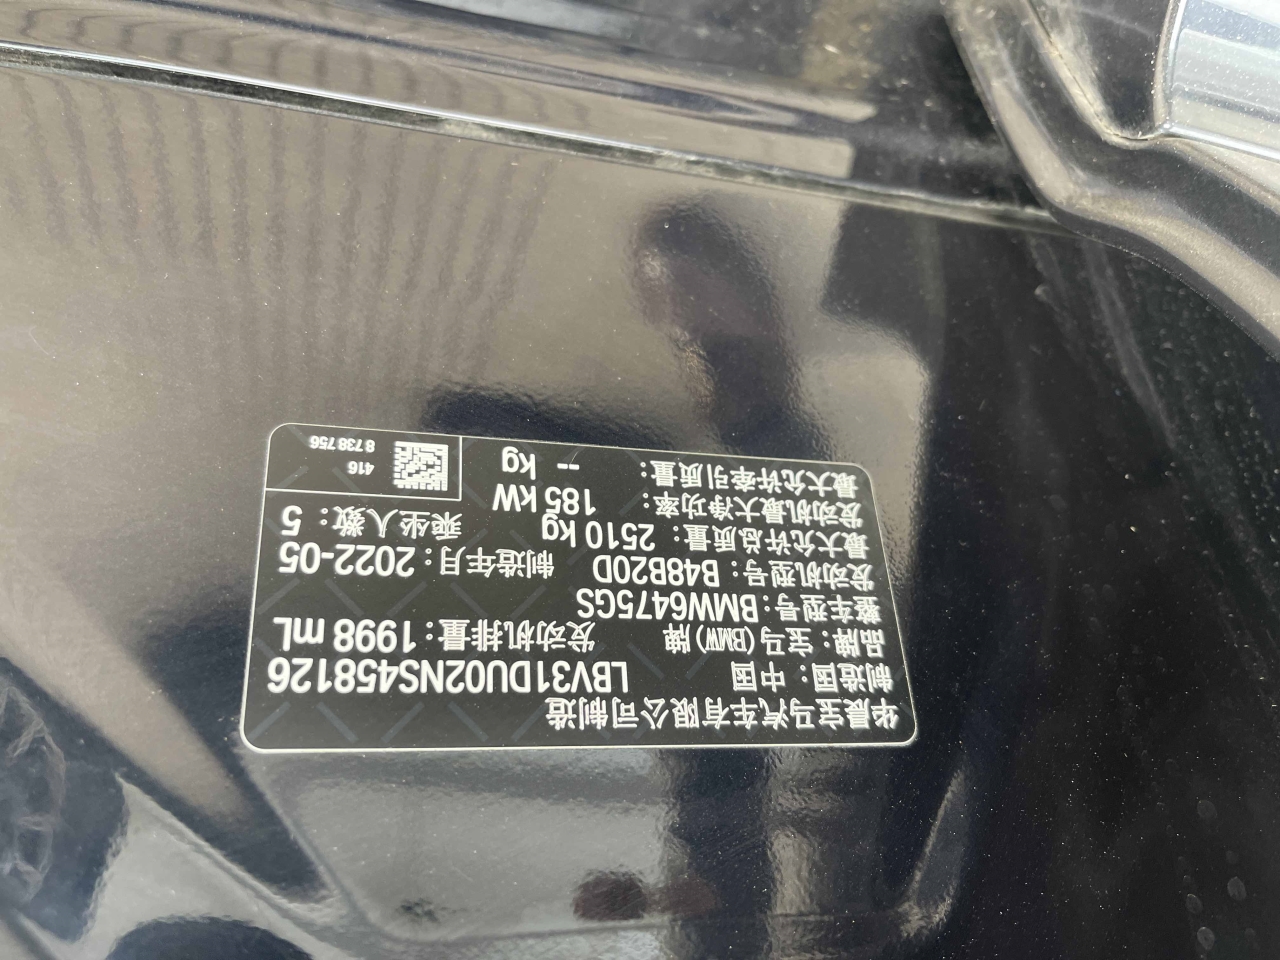 华晨宝马汽车有限公司制造
制造国：中国 LBV31DU02NS458126
品牌：宝马(BMW)牌 发动机排量：1998 mL
整车型号：BMW6475GS
发动机型号：B48B20D 制造年月：2022-05
最大允许总质量：2510 kg 乘坐人数：5
发动机最大净功率：185 kW
最大允许牵引质量：-- kg
416
8 738 756